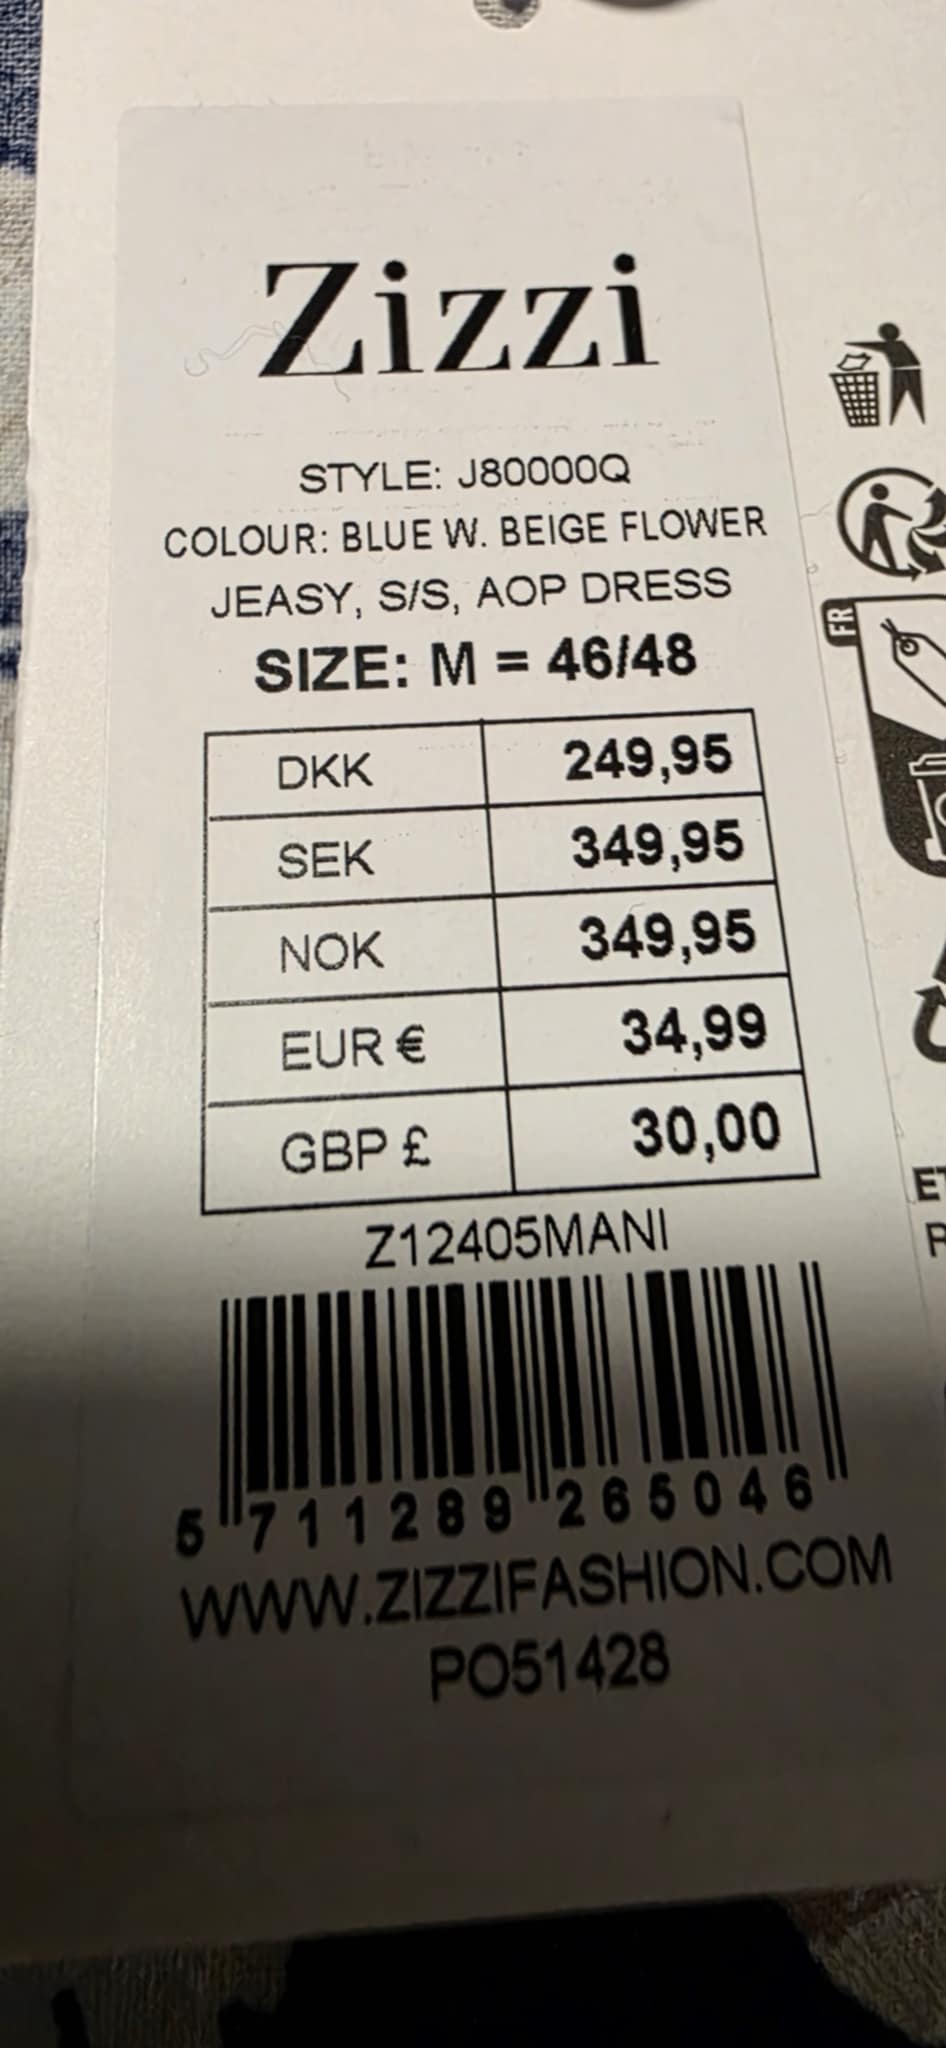 Zizzi
STYLE: J80000Q
COLOUR: BLUE W. BEIGE FLOWER
JEASY, S/S, AOP DRESS
SIZE: M = 46/48
DKK 249,95
SEK 349,95
NOK 349,95
EUR € 34,99
GBP £ 30,00
Z12405MANI
5 711289 265046
WWW.ZIZZIFASHION.COM
PO51428
FR